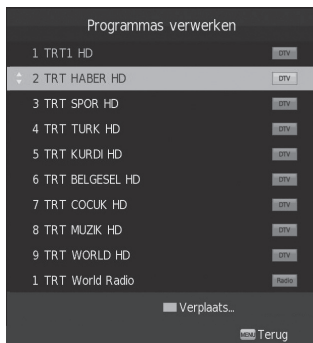 Programmas verwerken
1 TRT1 HD DTV
2 TRT HABER HD DTV
3 TRT SPOR HD DTV
4 TRT TURK HD DTV
5 TRT KURDI HD DTV
6 TRT BELGESEL HD DTV
7 TRT COCUK HD DTV
8 TRT MUZIK HD DTV
9 TRT WORLD HD DTV
1 TRT World Radio Radio
Verplaats...
MENU Terug